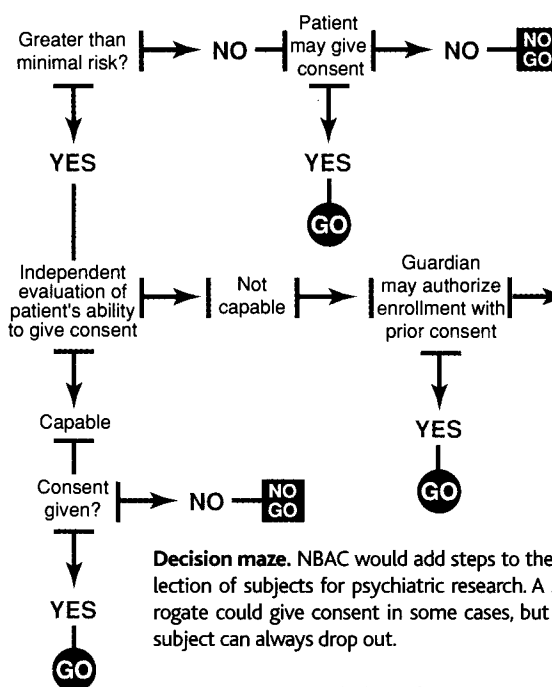 Greater than
minimal risk?
NO
Patient
may give
consent
NO
NO
GO
YES
YES
GO
Independent
evaluation of
patient's ability
to give consent
Not
capable
Guardian
may authorize
enrollment with
prior consent
Capable
YES
GO
Consent
given?
NO
NO
GO
YES
GO
Decision maze. NBAC would add steps to the
lection of subjects for psychiatric research. A
rogate could give consent in some cases, but
subject can always drop out.